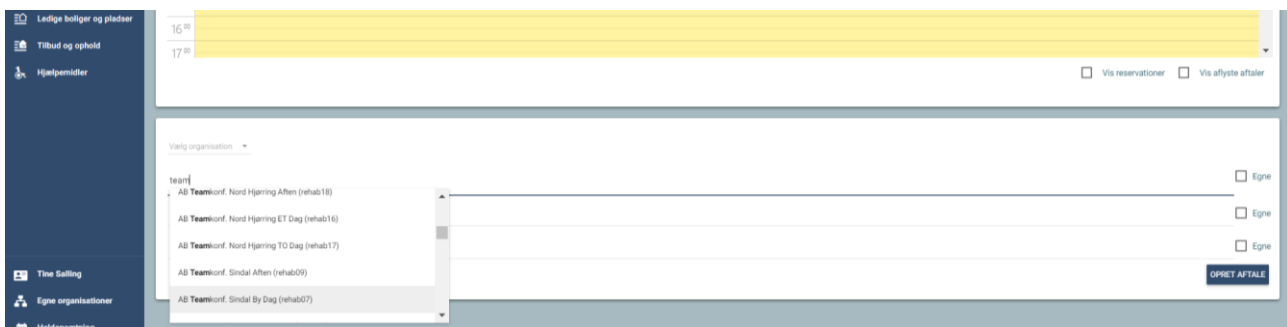 Ledige boliger og pladser
Tilbud og ophold
Hjælpemidler
16 00
17 00
Vis reservationer
Vis aflyste aftaler
Vælg organisation
team
Egne
AB Teamkonf. Nord Hjørring Aften (rehab18)
AB Teamkonf. Nord Hjørring ET Dag (rehab16)
Egne
AB Teamkonf. Nord Hjørring TO Dag (rehab17)
Egne
AB Teamkonf. Sindal Aften (rehab09)
OPRET AFTALE
AB Teamkonf. Sindal By Dag (rehab07)
Tine Salling
Egne organisationer